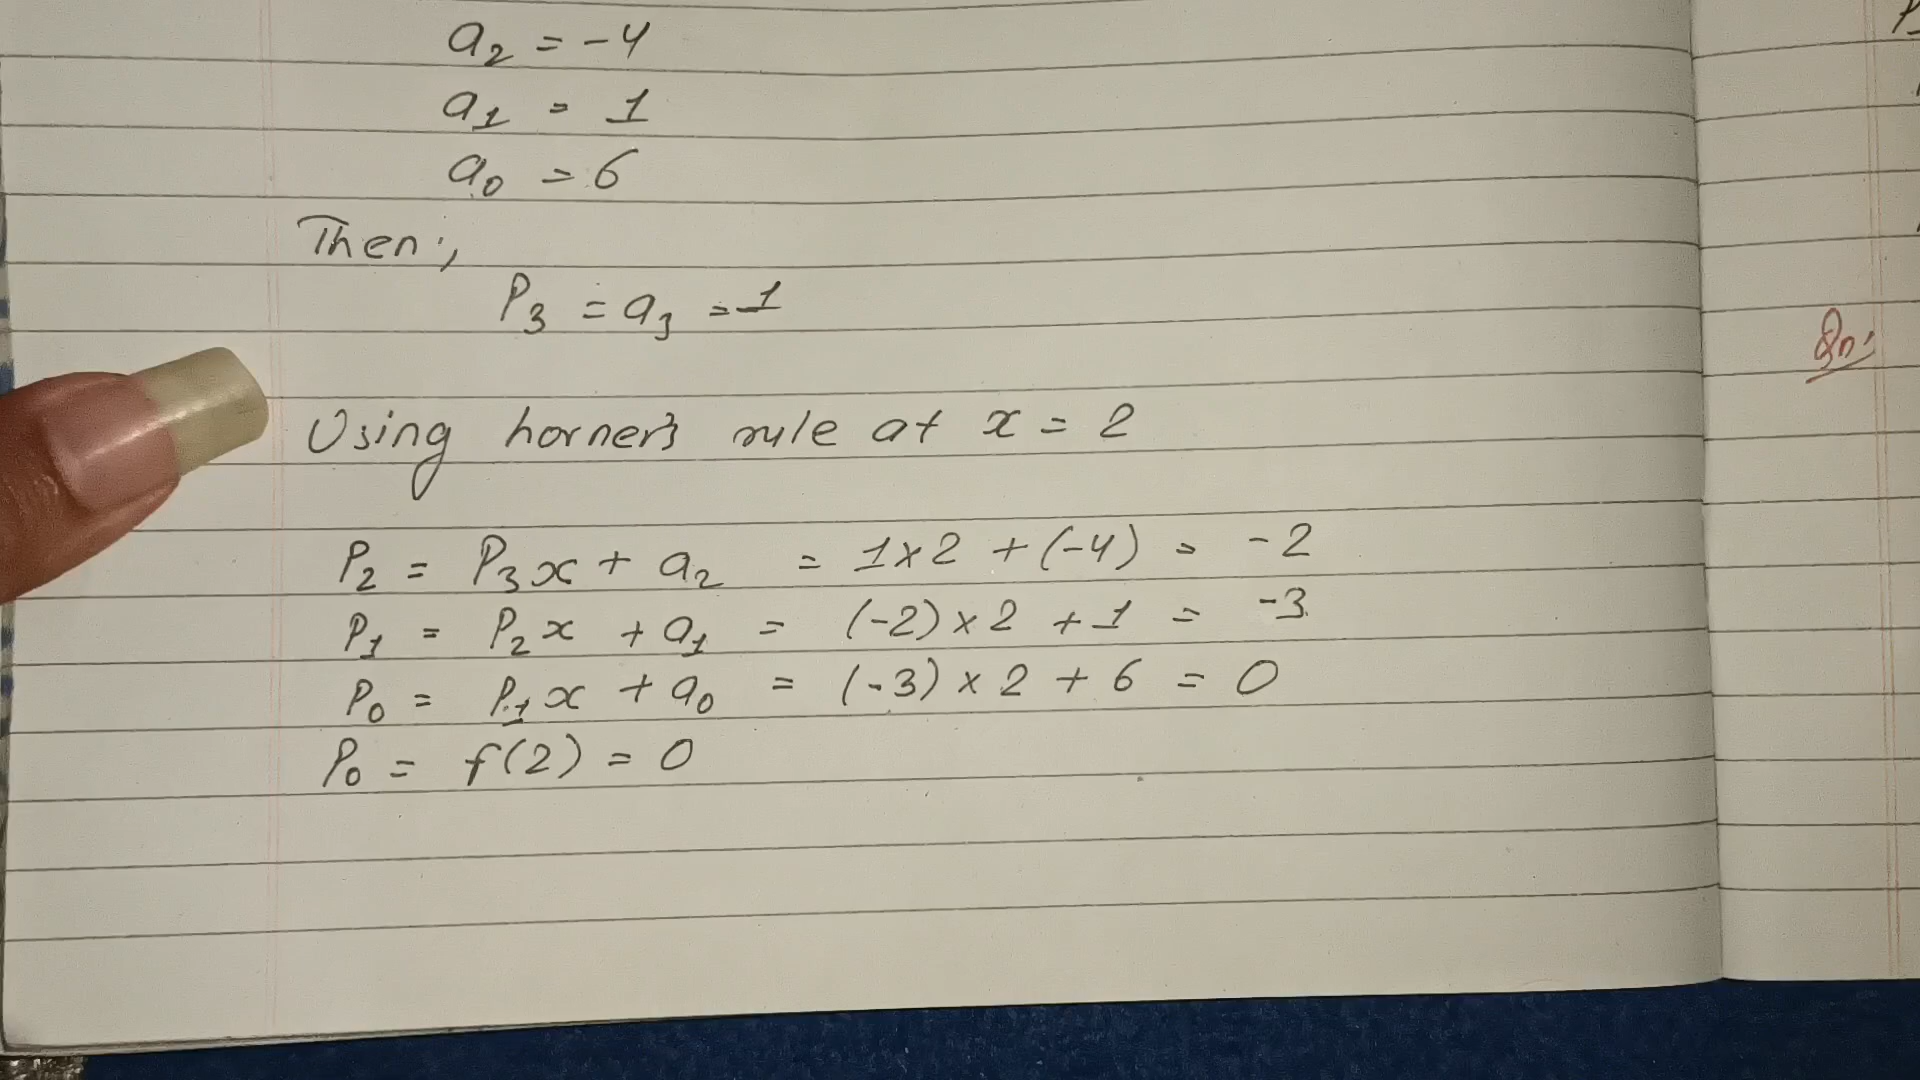 a₂ = -4
a₁ = 1
a₀ = 6
Then;,
P₃ = a₃ = 1
Using horner's rule at x = 2
P₂ = P₃x + a₂ = 1×2 + (-4) = -2
P₁ = P₂x + a₁ = (-2) × 2 + 1 = -3
P₀ = P₁x + a₀ = (-3) × 2 + 6 = 0
P₀ = f(2) = 0
Qn: